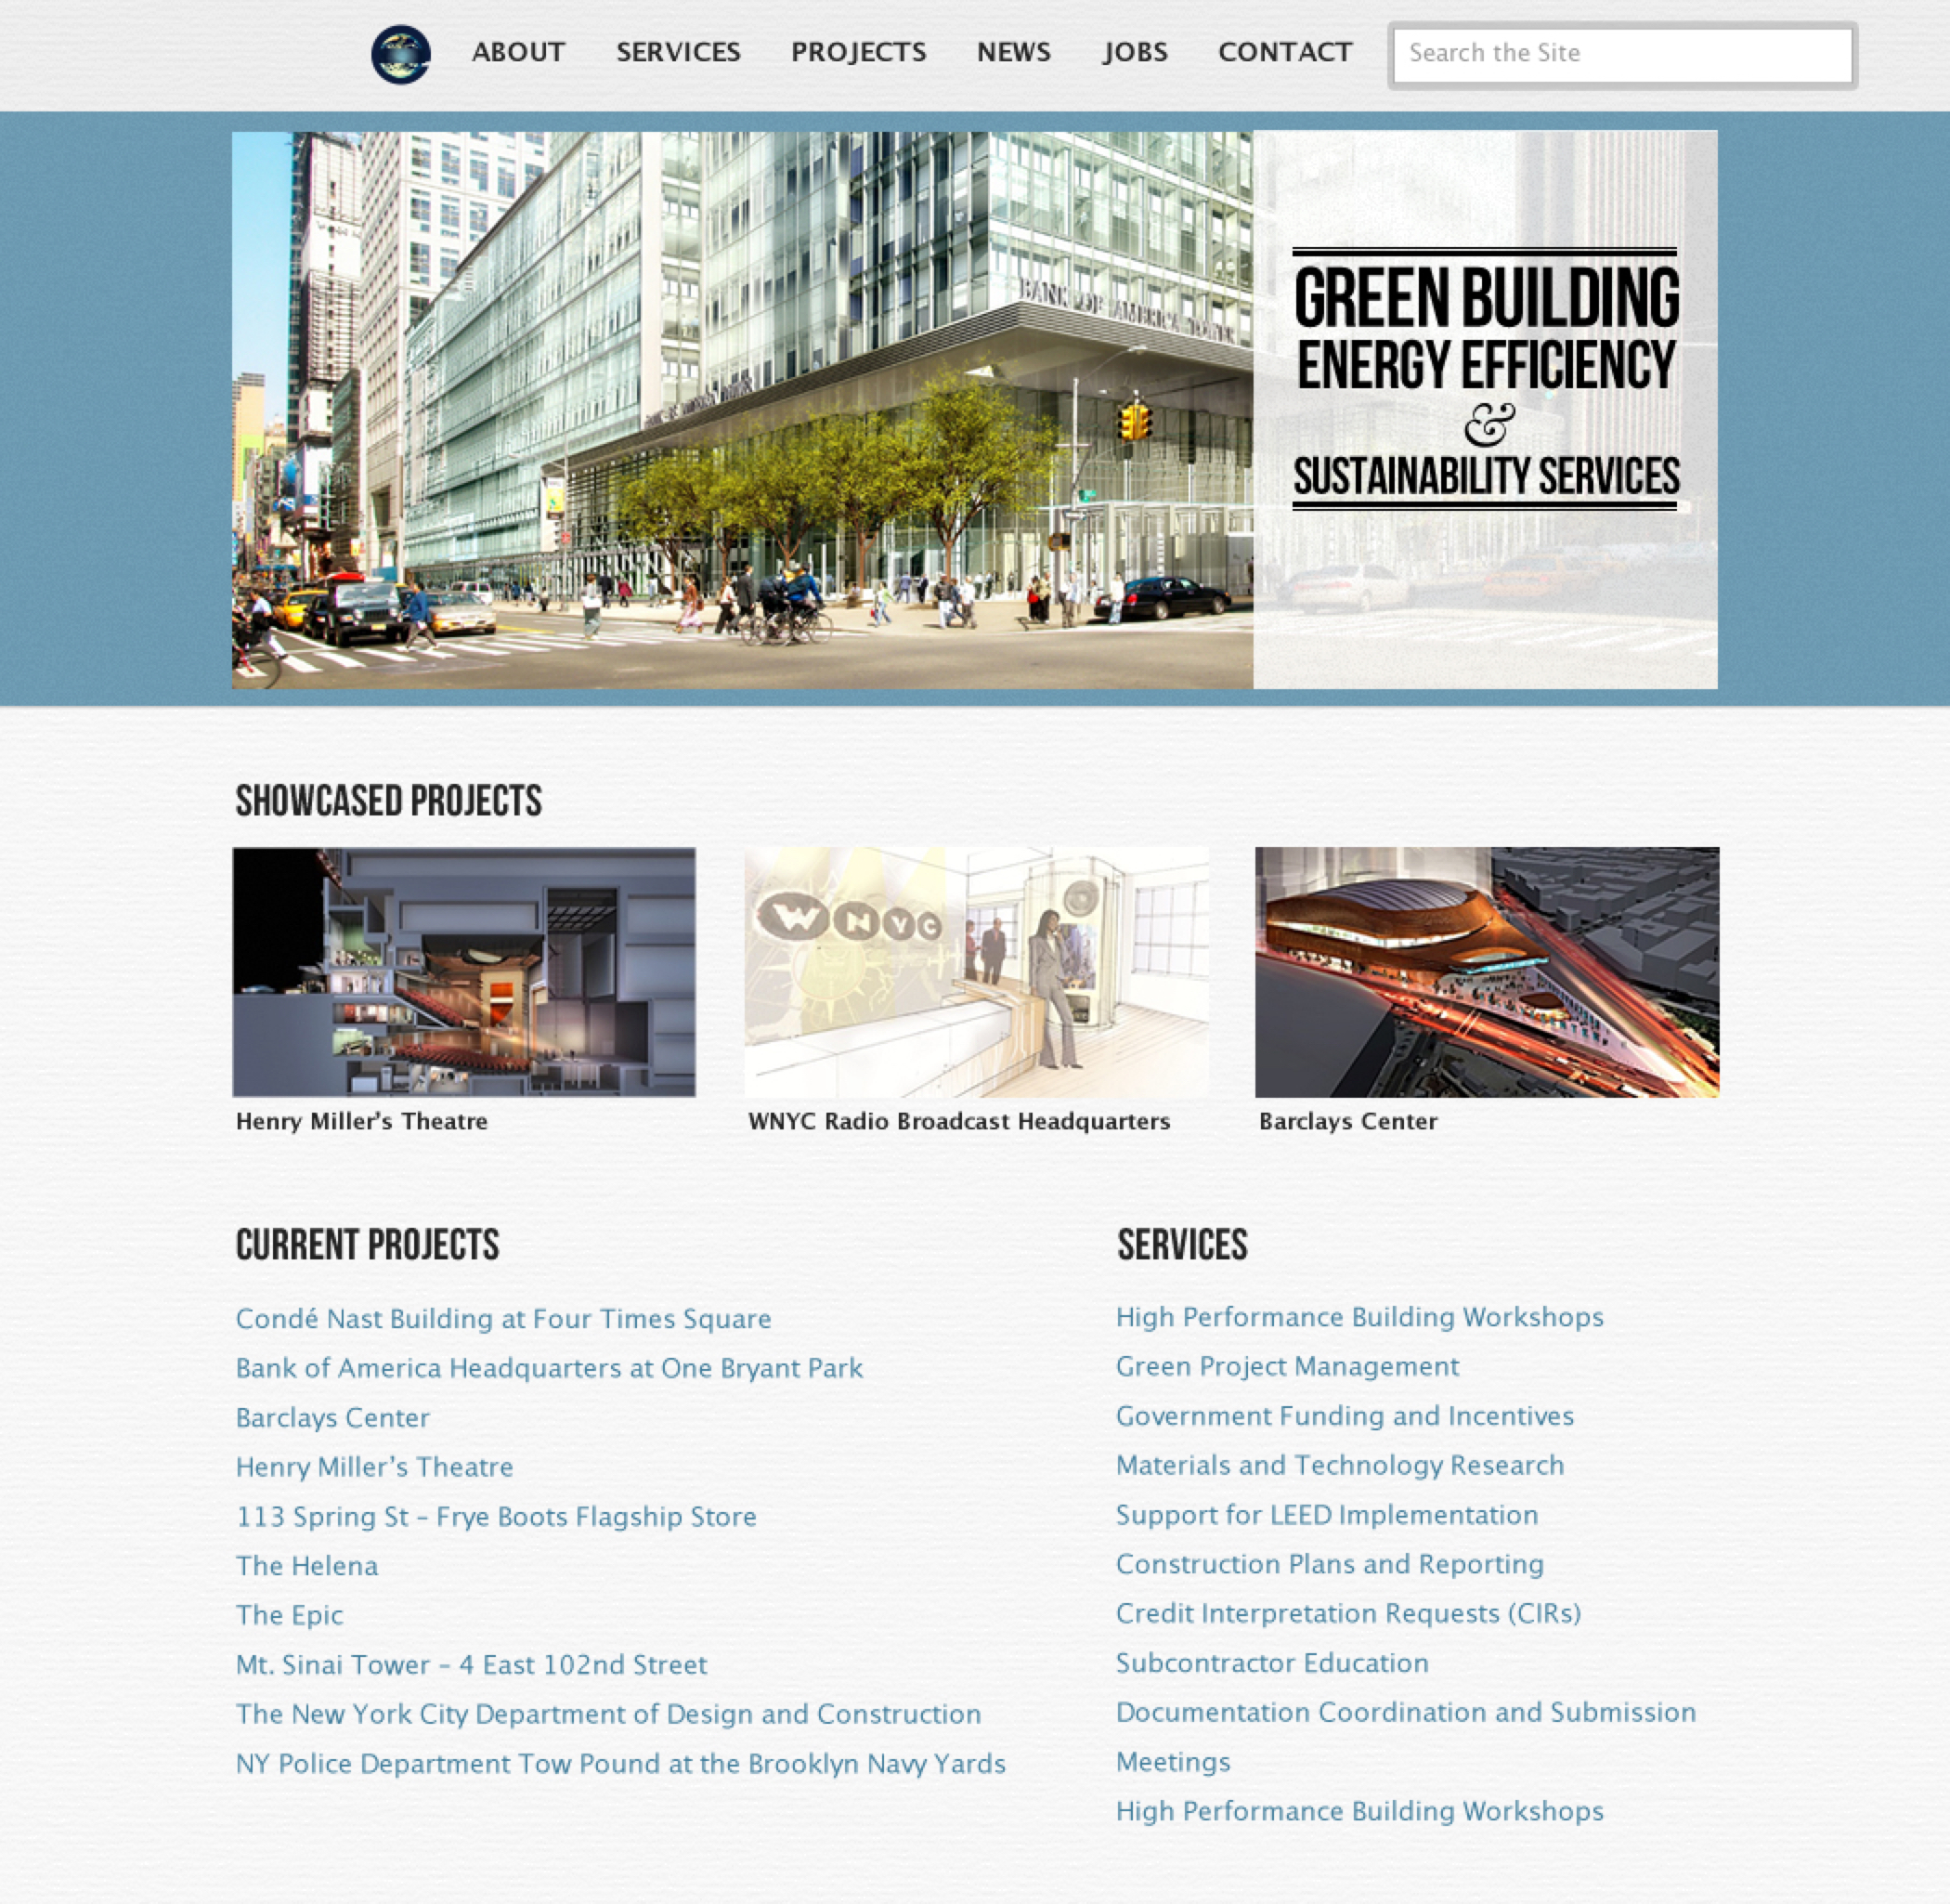 ABOUT SERVICES PROJECTS NEWS JOBS CONTACT Search the Site
BANK OF AMERICA TOWER
GREEN BUILDING
ENERGY EFFICIENCY
&
SUSTAINABILITY SERVICES
SHOWCASED PROJECTS
WNYC
Henry Miller’s Theatre
WNYC Radio Broadcast Headquarters
Barclays Center
CURRENT PROJECTS
Condé Nast Building at Four Times Square
Bank of America Headquarters at One Bryant Park
Barclays Center
Henry Miller’s Theatre
113 Spring St – Frye Boots Flagship Store
The Helena
The Epic
Mt. Sinai Tower – 4 East 102nd Street
The New York City Department of Design and Construction
NY Police Department Tow Pound at the Brooklyn Navy Yards
SERVICES
High Performance Building Workshops
Green Project Management
Government Funding and Incentives
Materials and Technology Research
Support for LEED Implementation
Construction Plans and Reporting
Credit Interpretation Requests (CIRs)
Subcontractor Education
Documentation Coordination and Submission
Meetings
High Performance Building Workshops